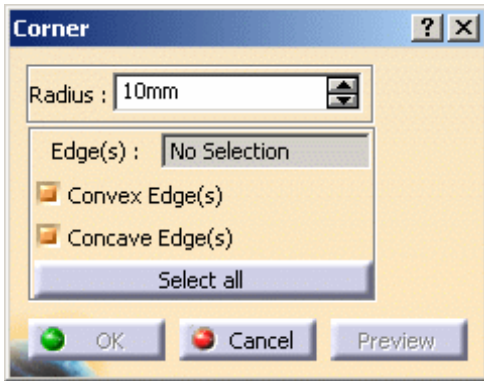 Corner
Radius : 10mm
Edge(s) : No Selection
Convex Edge(s)
Concave Edge(s)
Select all
OK Cancel Preview